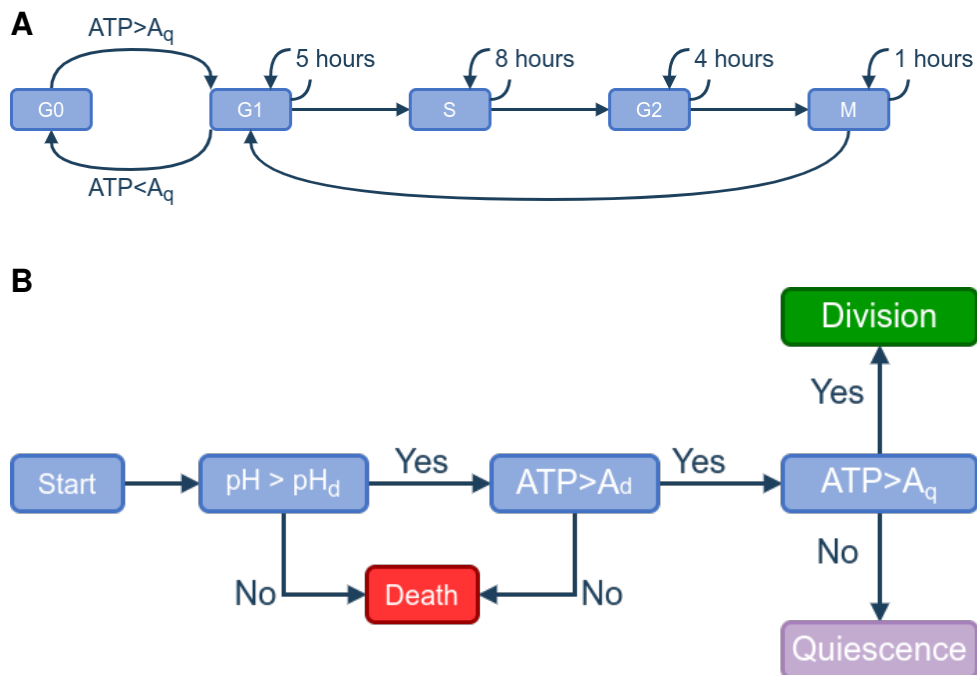 A
ATP>Aq
5 hours
8 hours
4 hours
1 hours
G0
G1
S
G2
M
ATP<Aq
B
Division
Yes
Start
pH > pHd
Yes
ATP>Ad
Yes
ATP>Aq
No
Death
No
No
Quiescence